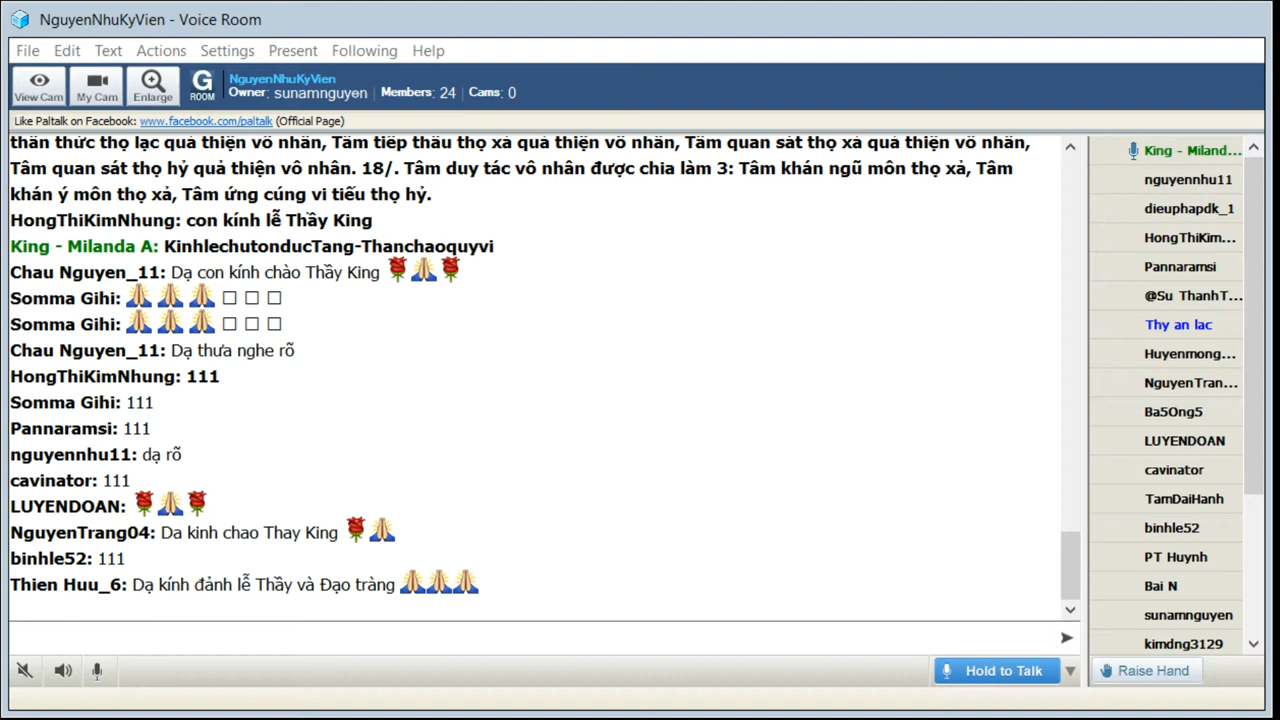 NguyenNhuKyVien - Voice Room
File Edit Text Actions Settings Present Following Help
View Cam My Cam Enlarge G ROOM
NguyenNhuKyVien
Owner: sunamnguyen | Members: 24 | Cams: 0
Like Paltalk on Facebook: www.facebook.com/paltalk (Official Page)
thân thức thọ lạc quả thiện vô nhân, Tâm tiếp thâu thọ xả quả thiện vô nhân, Tâm quan sát thọ xả quả thiện vô nhân,
Tâm quan sát thọ hỷ quả thiện vô nhân. 18/. Tâm duy tác vô nhân được chia làm 3: Tâm khán ngũ môn thọ xả, Tâm
khán ý môn thọ xả, Tâm ứng cúng vi tiếu thọ hỷ.
HongThiKimNhung: con kính lễ Thầy King
King - Milanda A: KinhlechutonducTang-Thanchaoquyvi
Chau Nguyen_11: Dạ con kính chào Thầy King
Somma Gihi:
Somma Gihi:
Chau Nguyen_11: Dạ thưa nghe rõ
HongThiKimNhung: 111
Somma Gihi: 111
Pannaramsi: 111
nguyennhu11: dạ rõ
cavinator: 111
LUYENDOAN:
NguyenTrang04: Da kinh chao Thay King
binhle52: 111
Thien Huu_6: Dạ kính đảnh lễ Thầy và Đạo tràng
King - Miland...
nguyennhu11
dieuphapdk_1
HongThiKim...
Pannaramsi
@Su ThanhT...
Thy an lac
Huyenmong...
NguyenTran...
Ba5Ong5
LUYENDOAN
cavinator
TamDaiHanh
binhle52
PT Huynh
Bai N
sunamnguyen
kimdng3129
Hold to Talk
Raise Hand